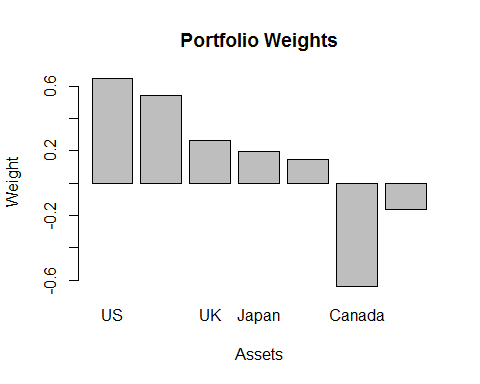 Portfolio Weights
0.6
0.2
-0.2
-0.6
Weight
US UK Japan Canada
Assets